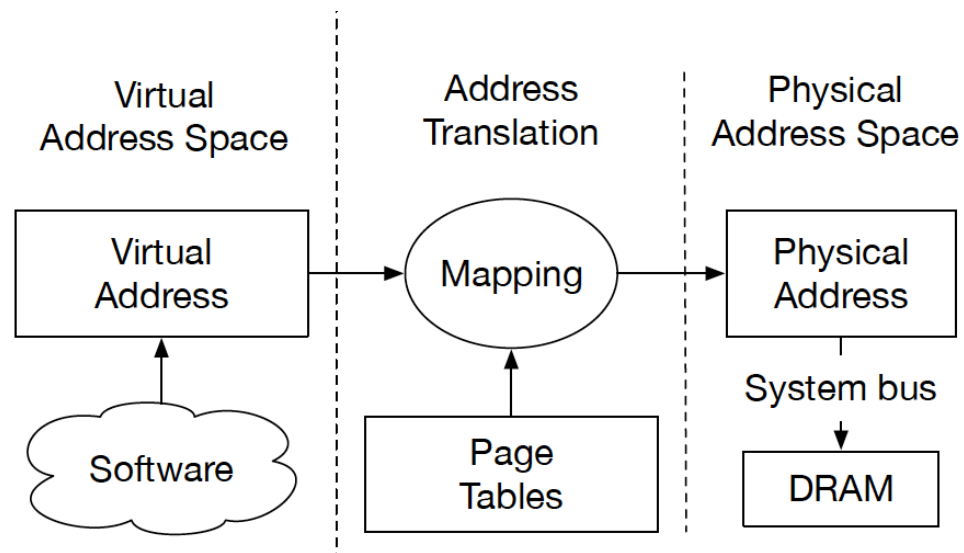 Virtual
Address Space
Address
Translation
Physical
Address Space
Virtual
Address
Mapping
Physical
Address
System bus
Software
Page
Tables
DRAM